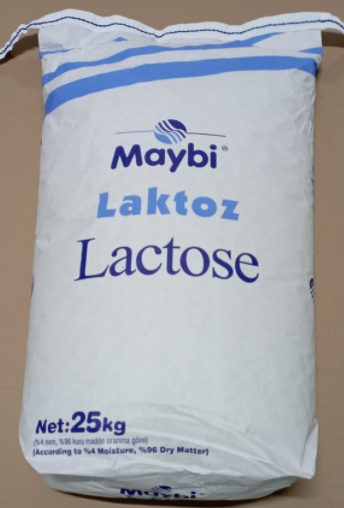 Maybi®
Laktoz
Lactose
Net:25kg
(%4 nem, %96 kuru madde oranına göre)
(According to %4 Moisture, %96 Dry Matter)
Maybi